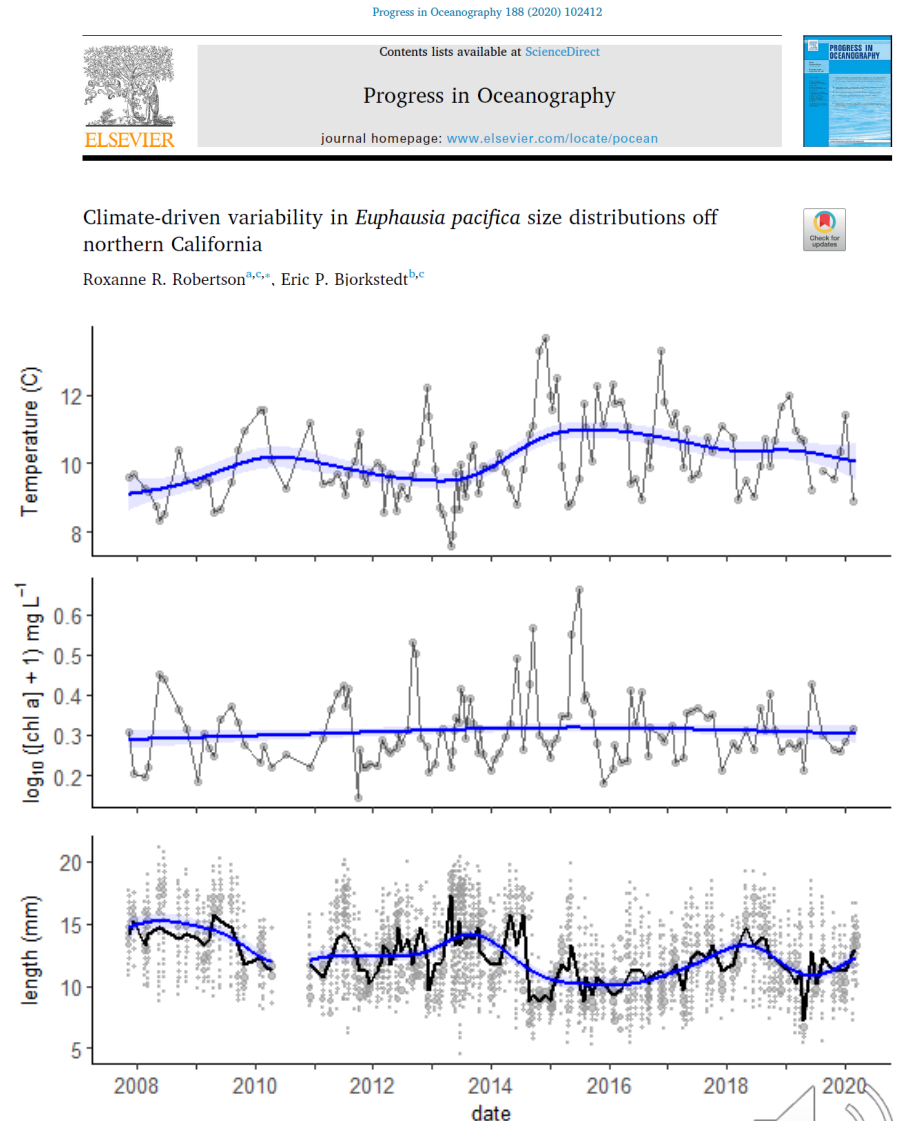 Progress in Oceanography 188 (2020) 102412
Contents lists available at ScienceDirect
PROGRESS IN
OCEANOGRAPHY
Progress in Oceanography
ELSEVIER
journal homepage: www.elsevier.com/locate/pocean
Climate-driven variability in Euphausia pacifica size distributions off
northern California
Check for
updates
Roxanne R. Robertson a,c,*, Eric P. Bjorkstedt b,c
Temperature (C)
12
10
8
log10 ([chl a] + 1) mg L−1
0.6
0.5
0.4
0.3
0.2
length (mm)
20
15
10
5
2008 2010 2012 2014 2016 2018 2020
date